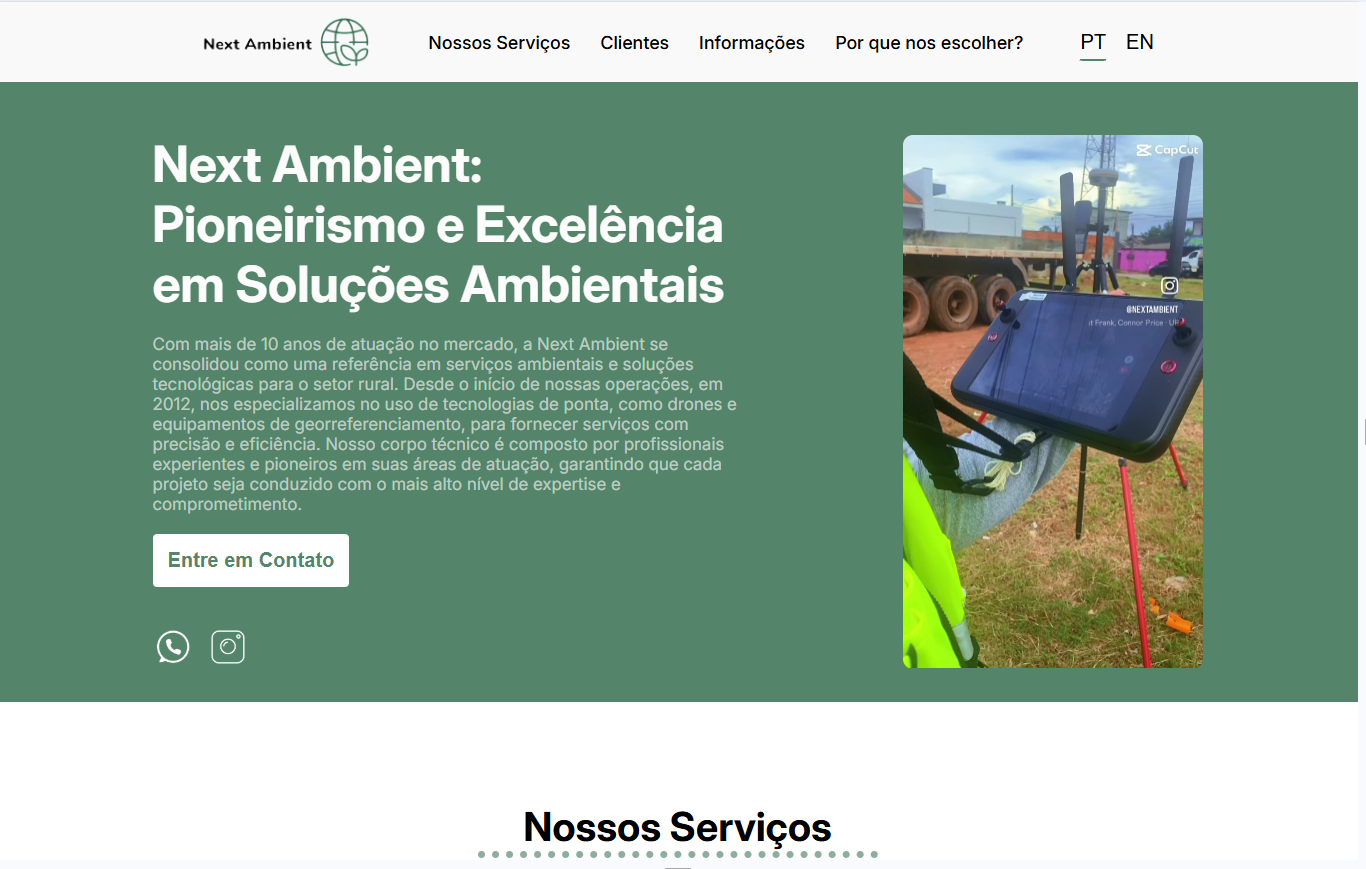 Next Ambient
Nossos Serviços
Clientes
Informações
Por que nos escolher?
PT
EN
Next Ambient:
Pioneirismo e Excelência
em Soluções Ambientais
Com mais de 10 anos de atuação no mercado, a Next Ambient se
consolidou como uma referência em serviços ambientais e soluções
tecnológicas para o setor rural. Desde o início de nossas operações, em
2012, nos especializamos no uso de tecnologias de ponta, como drones e
equipamentos de georreferenciamento, para fornecer serviços com
precisão e eficiência. Nosso corpo técnico é composto por profissionais
experientes e pioneiros em suas áreas de atuação, garantindo que cada
projeto seja conduzido com o mais alto nível de expertise e
comprometimento.
Entre em Contato
CapCut
@NEXTAMBIENT
t Frank, Connor Price · UK
Nossos Serviços